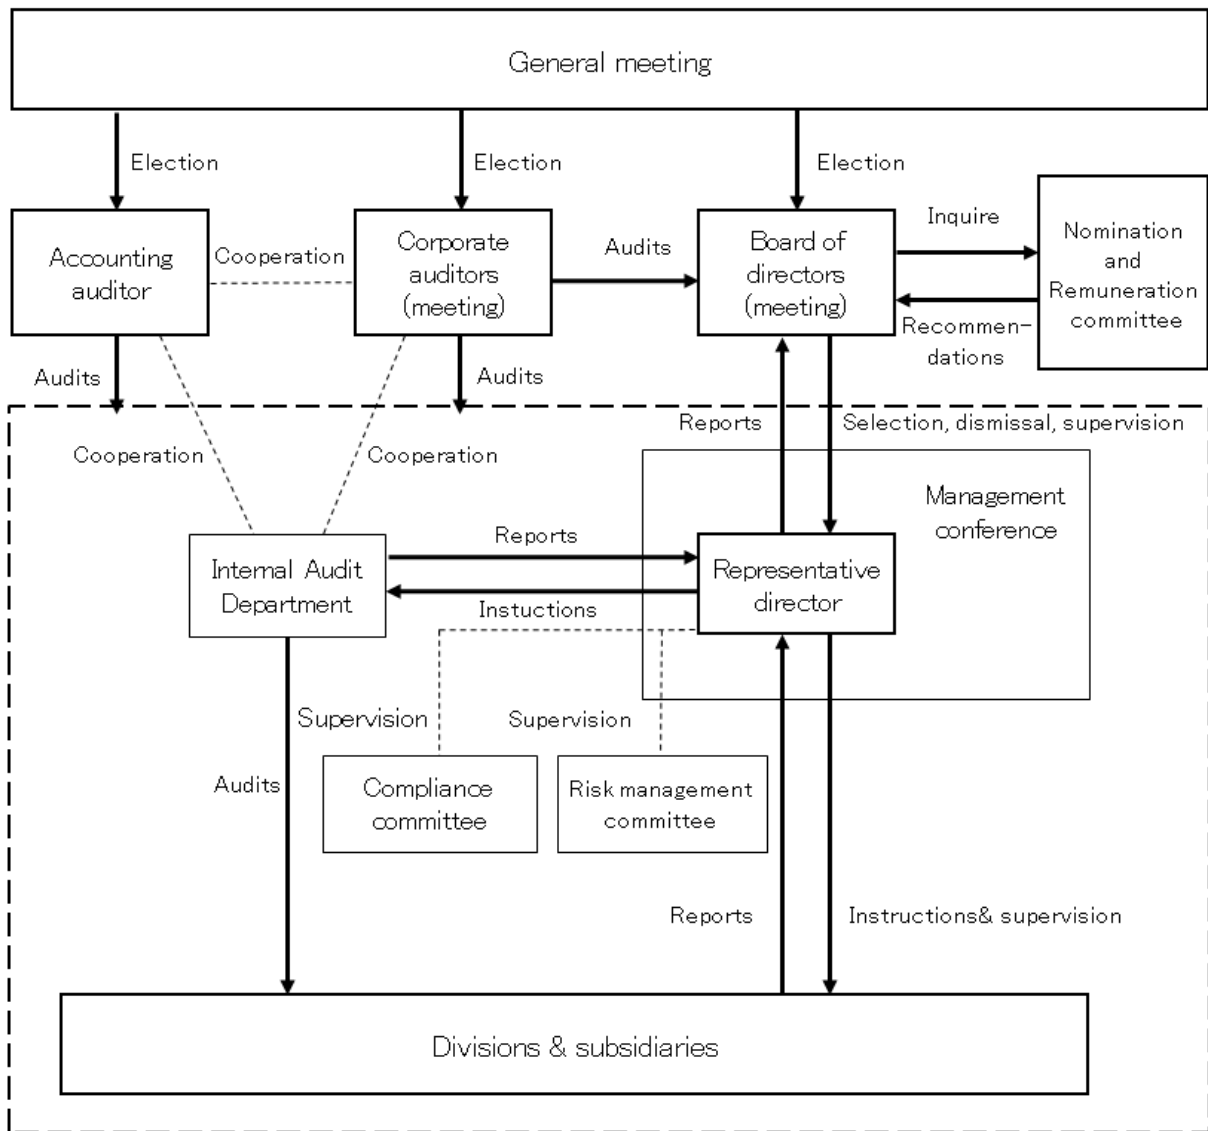 General meeting
Election
Election
Election
Accounting
auditor
Cooperation
Corporate
auditors
(meeting)
Audits
Board of
directors
(meeting)
Inquire
Recommen-
dations
Nomination
and
Remuneration
committee
Audits
Audits
Reports
Selection, dismissal, supervision
Cooperation
Cooperation
Management
conference
Internal Audit
Department
Reports
Instuctions
Representative
director
Supervision
Supervision
Audits
Compliance
committee
Risk management
committee
Reports
Instructions& supervision
Divisions & subsidiaries